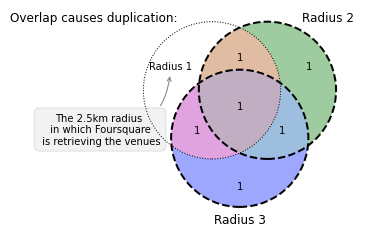 Overlap causes duplication:
Radius 2
Radius 1
1
1
1
1
1
1
The 2.5km radius
in which Foursquare
is retrieving the venues
Radius 3